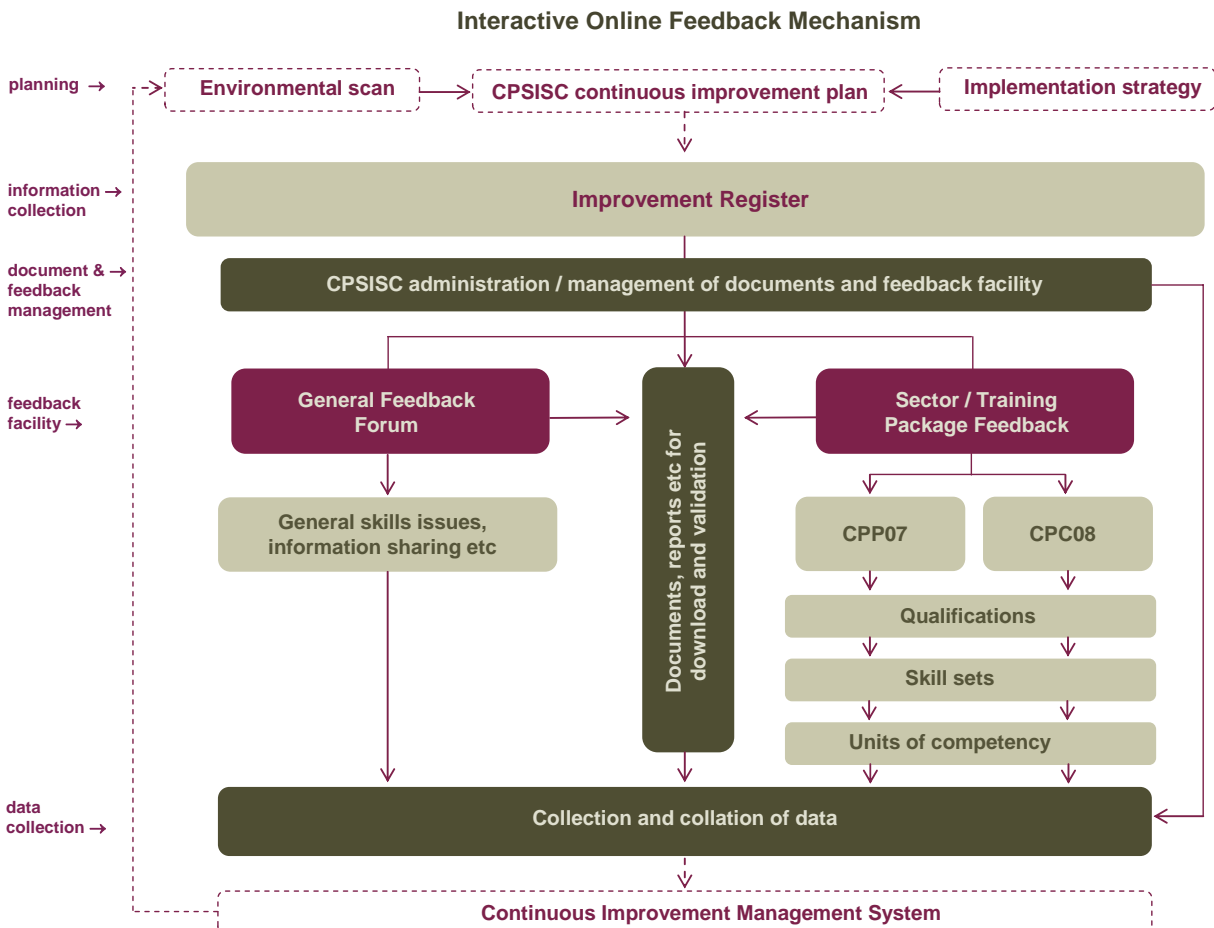 Interactive Online Feedback Mechanism
planning →
Environmental scan
CPSISC continuous improvement plan
Implementation strategy
information →
collection
Improvement Register
document & →
feedback
management
CPSISC administration / management of documents and feedback facility
feedback
facility →
General Feedback
Forum
Documents, reports etc for
download and validation
Sector / Training
Package Feedback
General skills issues,
information sharing etc
CPP07
CPC08
Qualifications
Skill sets
Units of competency
data
collection →
Collection and collation of data
Continuous Improvement Management System